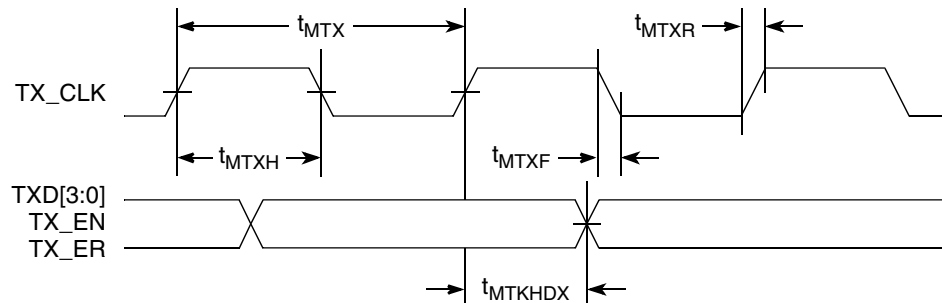 tMTX
tMTXR
TX_CLK
tMTXH
tMTXF
TXD[3:0]
TX_EN
TX_ER
tMTKHDX